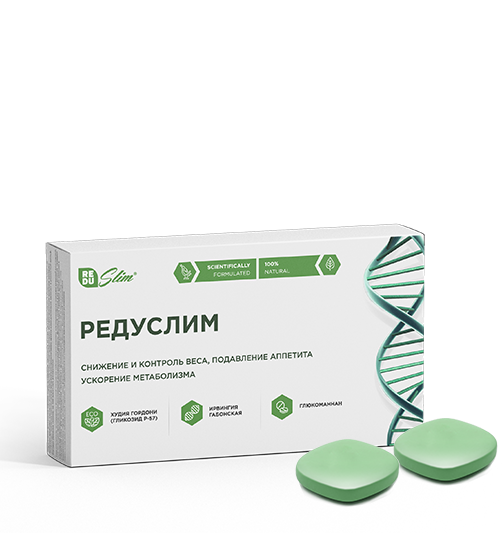 RE
DU
Slim®
SCIENTIFICALLY
FORMULATED
100%
NATURAL
РЕДУСЛИМ
СНИЖЕНИЕ И КОНТРОЛЬ ВЕСА, ПОДАВЛЕНИЕ АППЕТИТА
УСКОРЕНИЕ МЕТАБОЛИЗМА
ECO
ХУДИЯ ГОРДОНИ
(ГЛИКОЗИД Р-57)
ИРВИНГИЯ
ГАБОНСКАЯ
ГЛЮКОМАННАН